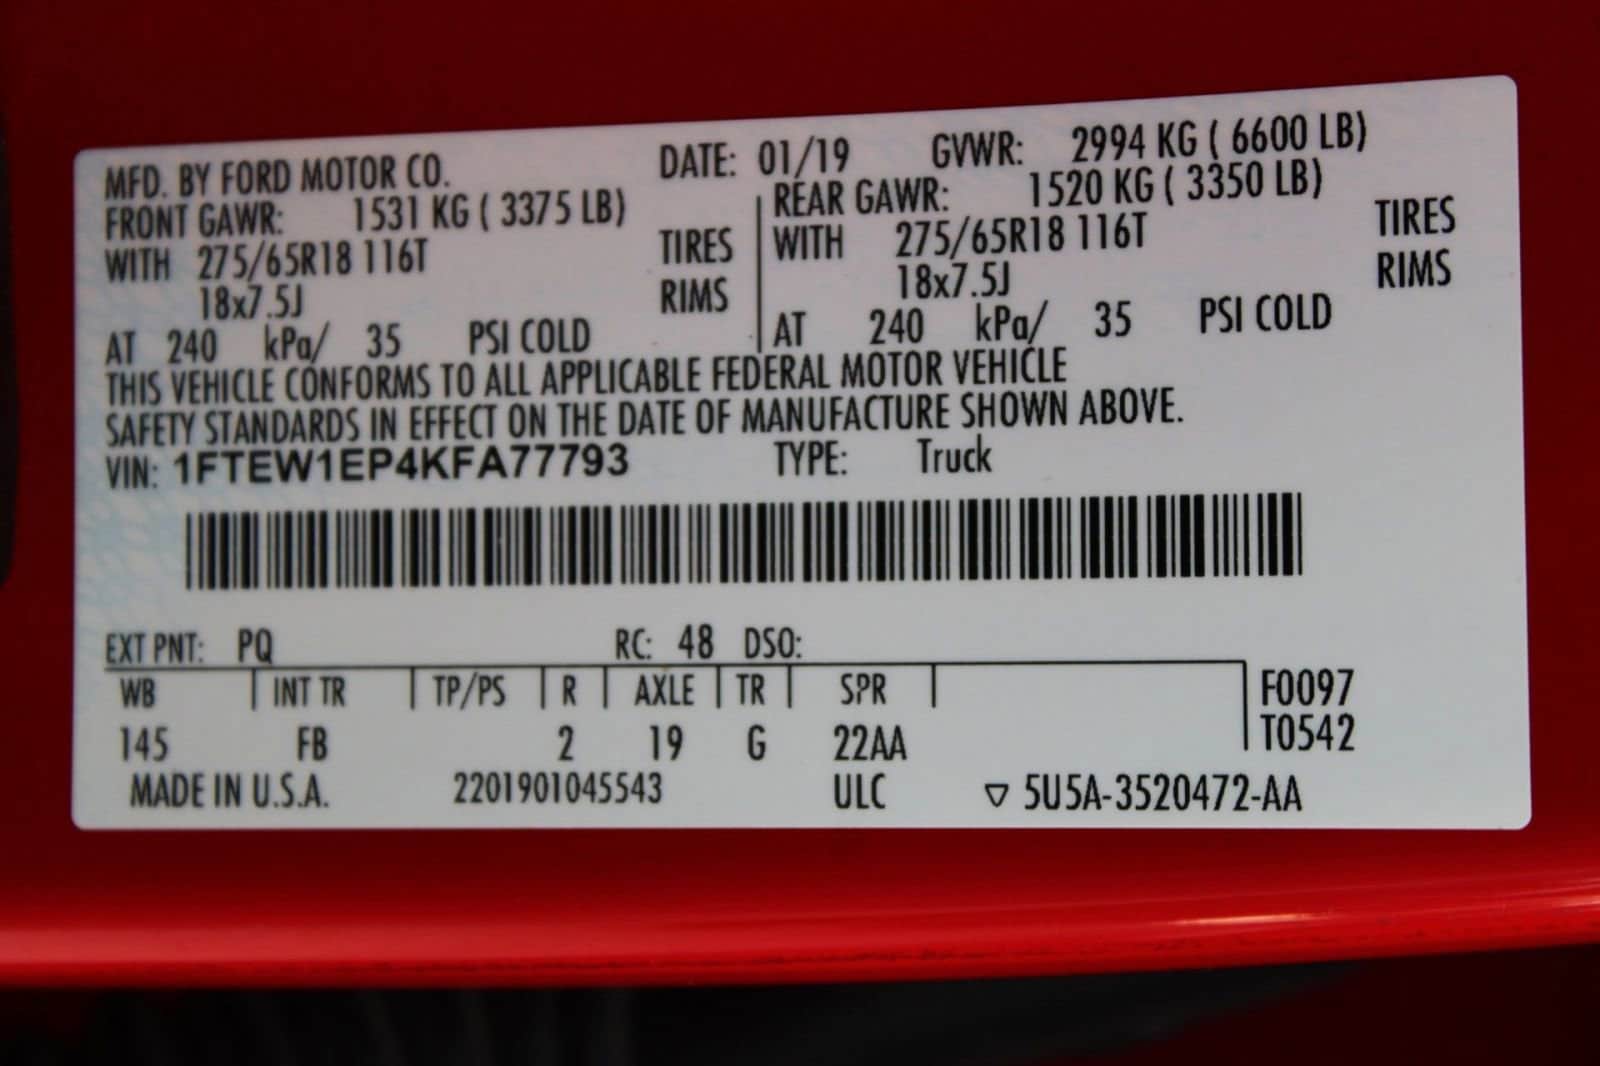 MFD. BY FORD MOTOR CO. DATE: 01/19 GVWR: 2994 KG ( 6600 LB)
FRONT GAWR: 1531 KG ( 3375 LB) REAR GAWR: 1520 KG ( 3350 LB)
WITH 275/65R18 116T TIRES WITH 275/65R18 116T TIRES
18x7.5J RIMS 18x7.5J RIMS
AT 240 kPa/ 35 PSI COLD AT 240 kPa/ 35 PSI COLD
THIS VEHICLE CONFORMS TO ALL APPLICABLE FEDERAL MOTOR VEHICLE
SAFETY STANDARDS IN EFFECT ON THE DATE OF MANUFACTURE SHOWN ABOVE.
VIN: 1FTEW1EP4KFA77793 TYPE: Truck
EXT PNT: PQ RC: 48 DSO:
WB INT TR TP/PS R AXLE TR SPR F0097
145 FB 2 19 G 22AA T0542
MADE IN U.S.A. 2201901045543 ULC 5U5A-3520472-AA